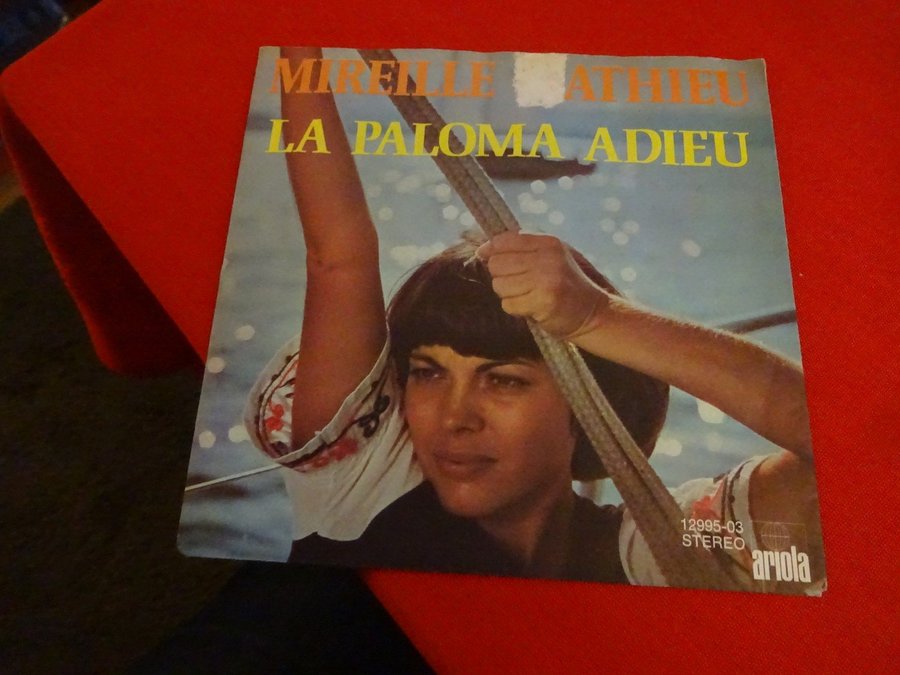 MIREILLE ATHIEU
LA PALOMA ADIEU
12995-03
STEREO
ariola